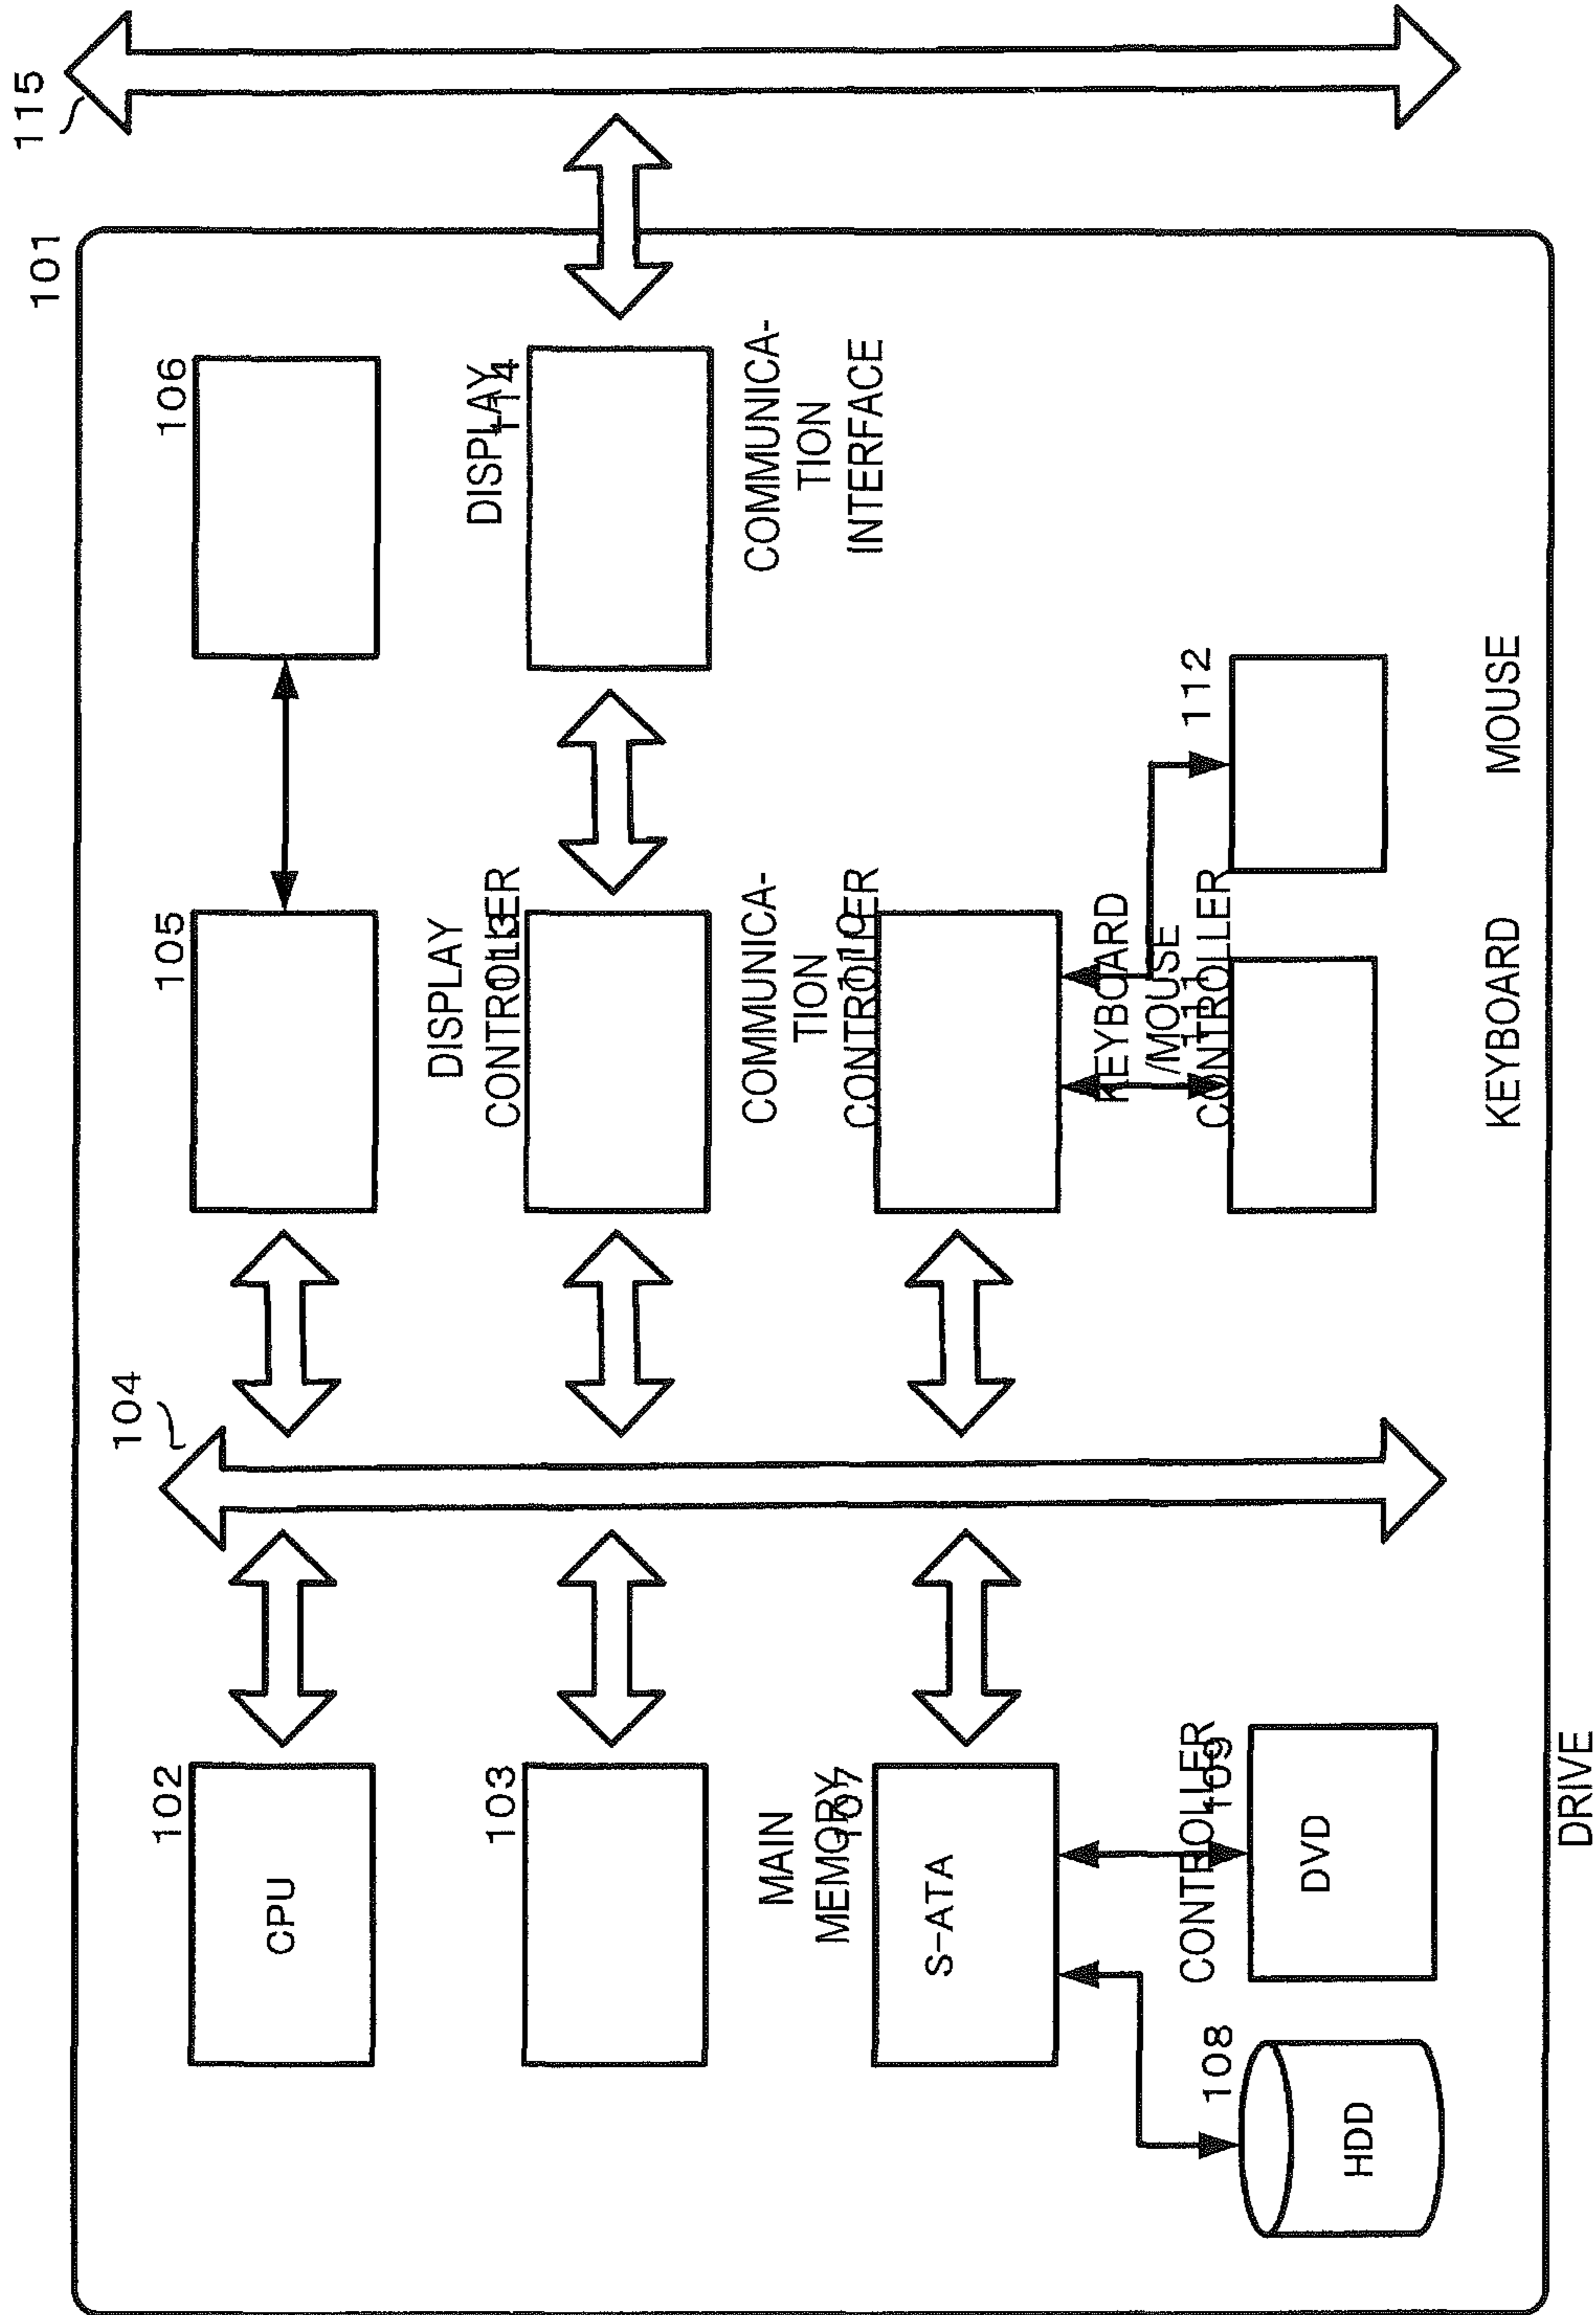 115
101
104
102
CPU
105
106
103
DISPLAY
CONTROLLER
113
DISPLAY
114
MAIN
MEMORY
107
COMMUNICA-
TION
CONTROLLER
110
COMMUNICA-
TION
INTERFACE
S-ATA
CONTROLLER
KEYBOARD
/MOUSE
CONTROLLER
108
HDD
109
DVD
DRIVE
111
KEYBOARD
112
MOUSE